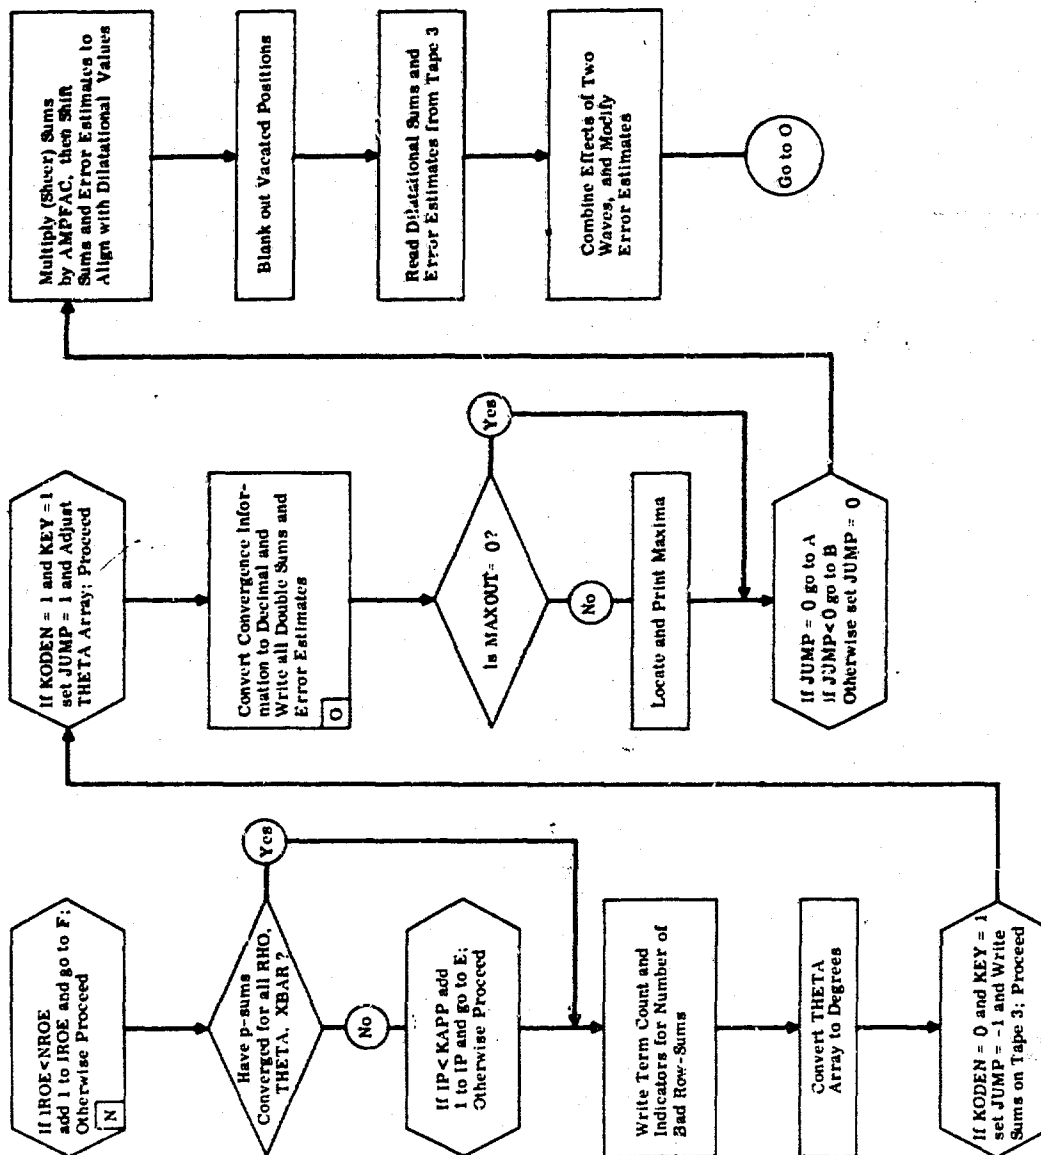 If IROE<NROE
add 1 to IROE and go to F;
Otherwise Proceed
N
Have p-sums
Converged for all RHO,
THETA, XBAR?
Yes
No
If IP<KAPP add
1 to IP and go to E;
Otherwise Proceed
Write Term Count and
Indicators for Number of
Bad Row-Sums
Convert THETA
Array to Degrees
If KODEN = 0 and KEY = 1
set JUMP = -1 and Write
Sums on Tape 3; Proceed
If KODEN = 1 and KEY = 1
set JUMP = 1 and Adjust
THETA Array; Proceed
Convert Convergence Infor-
mation to Decimal and
Write all Double Sums and
Error Estimates
O
Is MAXOUT = 0?
Yes
No
Locate and Print Maxima
If JUMP = 0 go to A
If JUMP<0 go to B
Otherwise set JUMP = 0
Multiply (Sheer) Sums
by AMPFAC, then Shift
Sums and Error Estimates to
Align with Dilatational Values
Blank out Vacated Positions
Read Dilatational Sums and
Error Estimates from Tape 3
Combine Effects of Two
Waves, and Modify
Error Estimates
Go to O